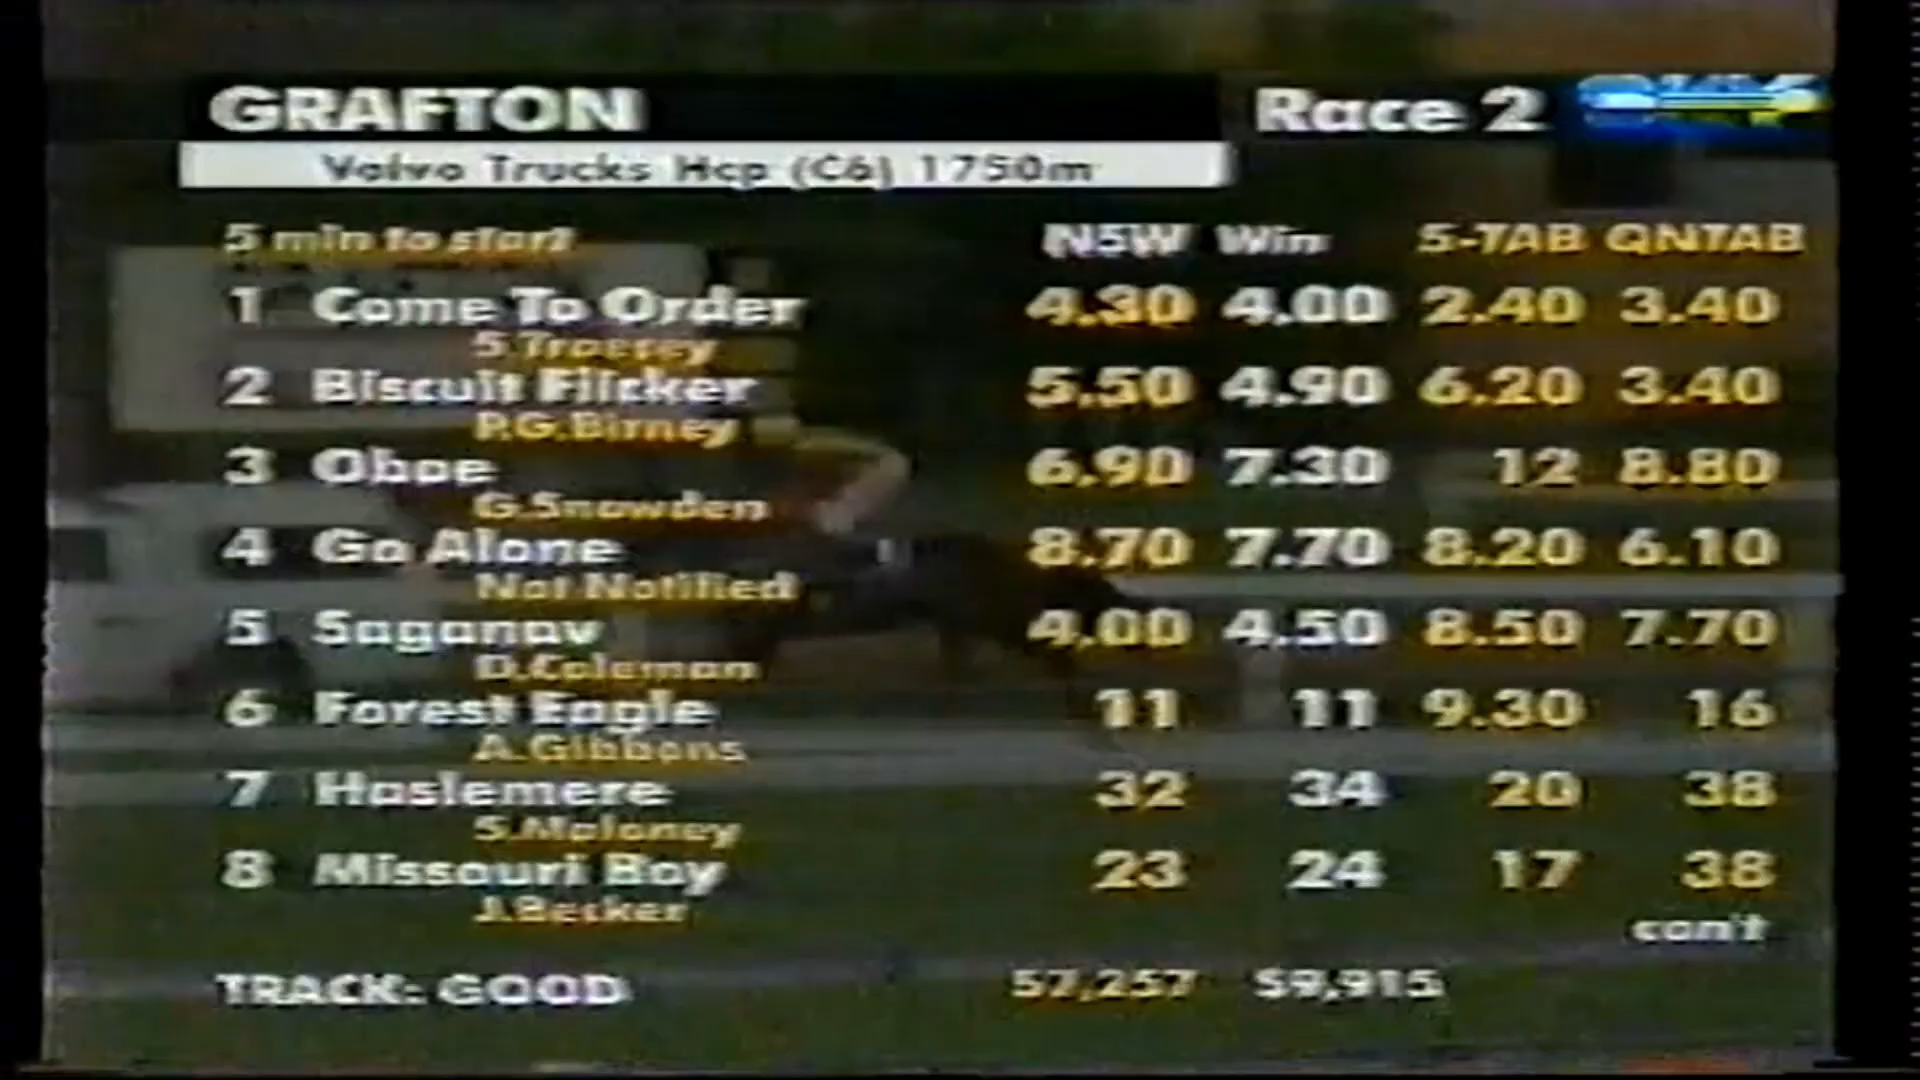 GRAFTON Race 2
Volvo Trucks Hcp (C6) 1750m
5 min to start NSW Win S-TAB QNTAB
1 Come To Order 4.30 4.00 2.40 3.40
2 Biscuit Flicker 5.50 4.90 6.20 3.40
P.G.Birney
3 Oboe 6.90 7.30 12 8.80
G.Snowden
4 Go Alone 8.70 7.70 8.20 6.10
Not Notified
5 Saganav 4.00 4.50 8.50 7.70
D.Coleman
6 Forest Eagle 11 11 9.30 16
A.Gibbons
7 Haslemere 32 34 20 38
S.Maloney
8 Missouri Boy 23 24 17 38
J.Becker
con't
TRACK: GOOD $7,257 $9,915